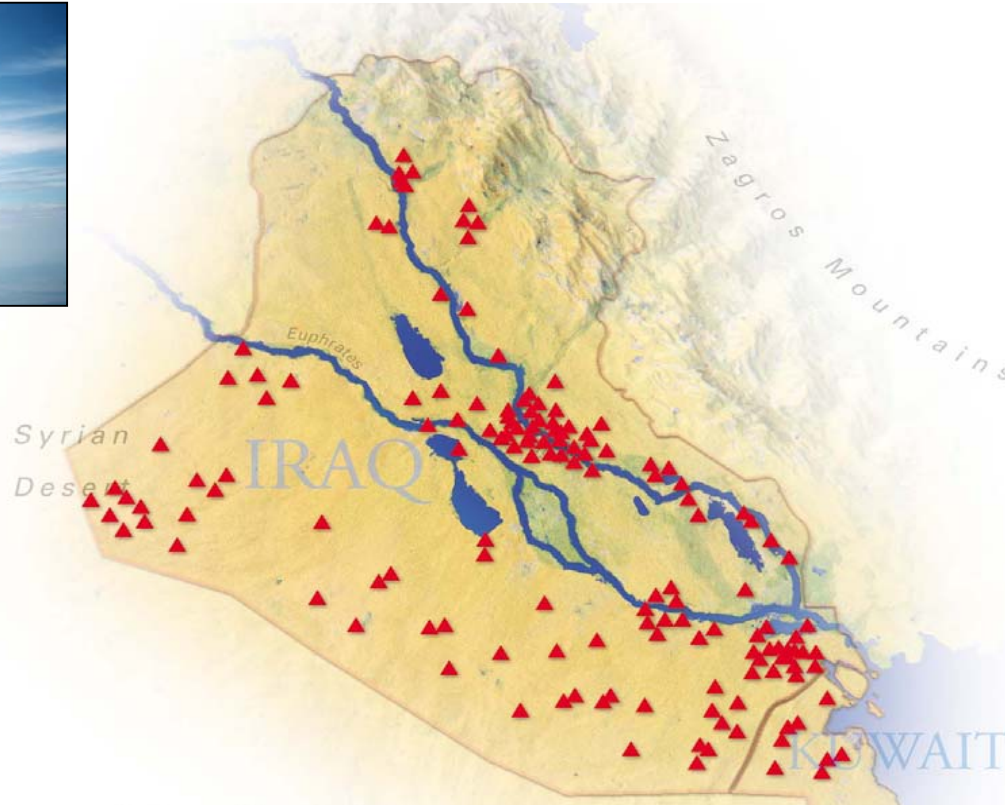 Zagros Mountains
Euphrates
Syrian
Desert
IRAQ
KUWAIT